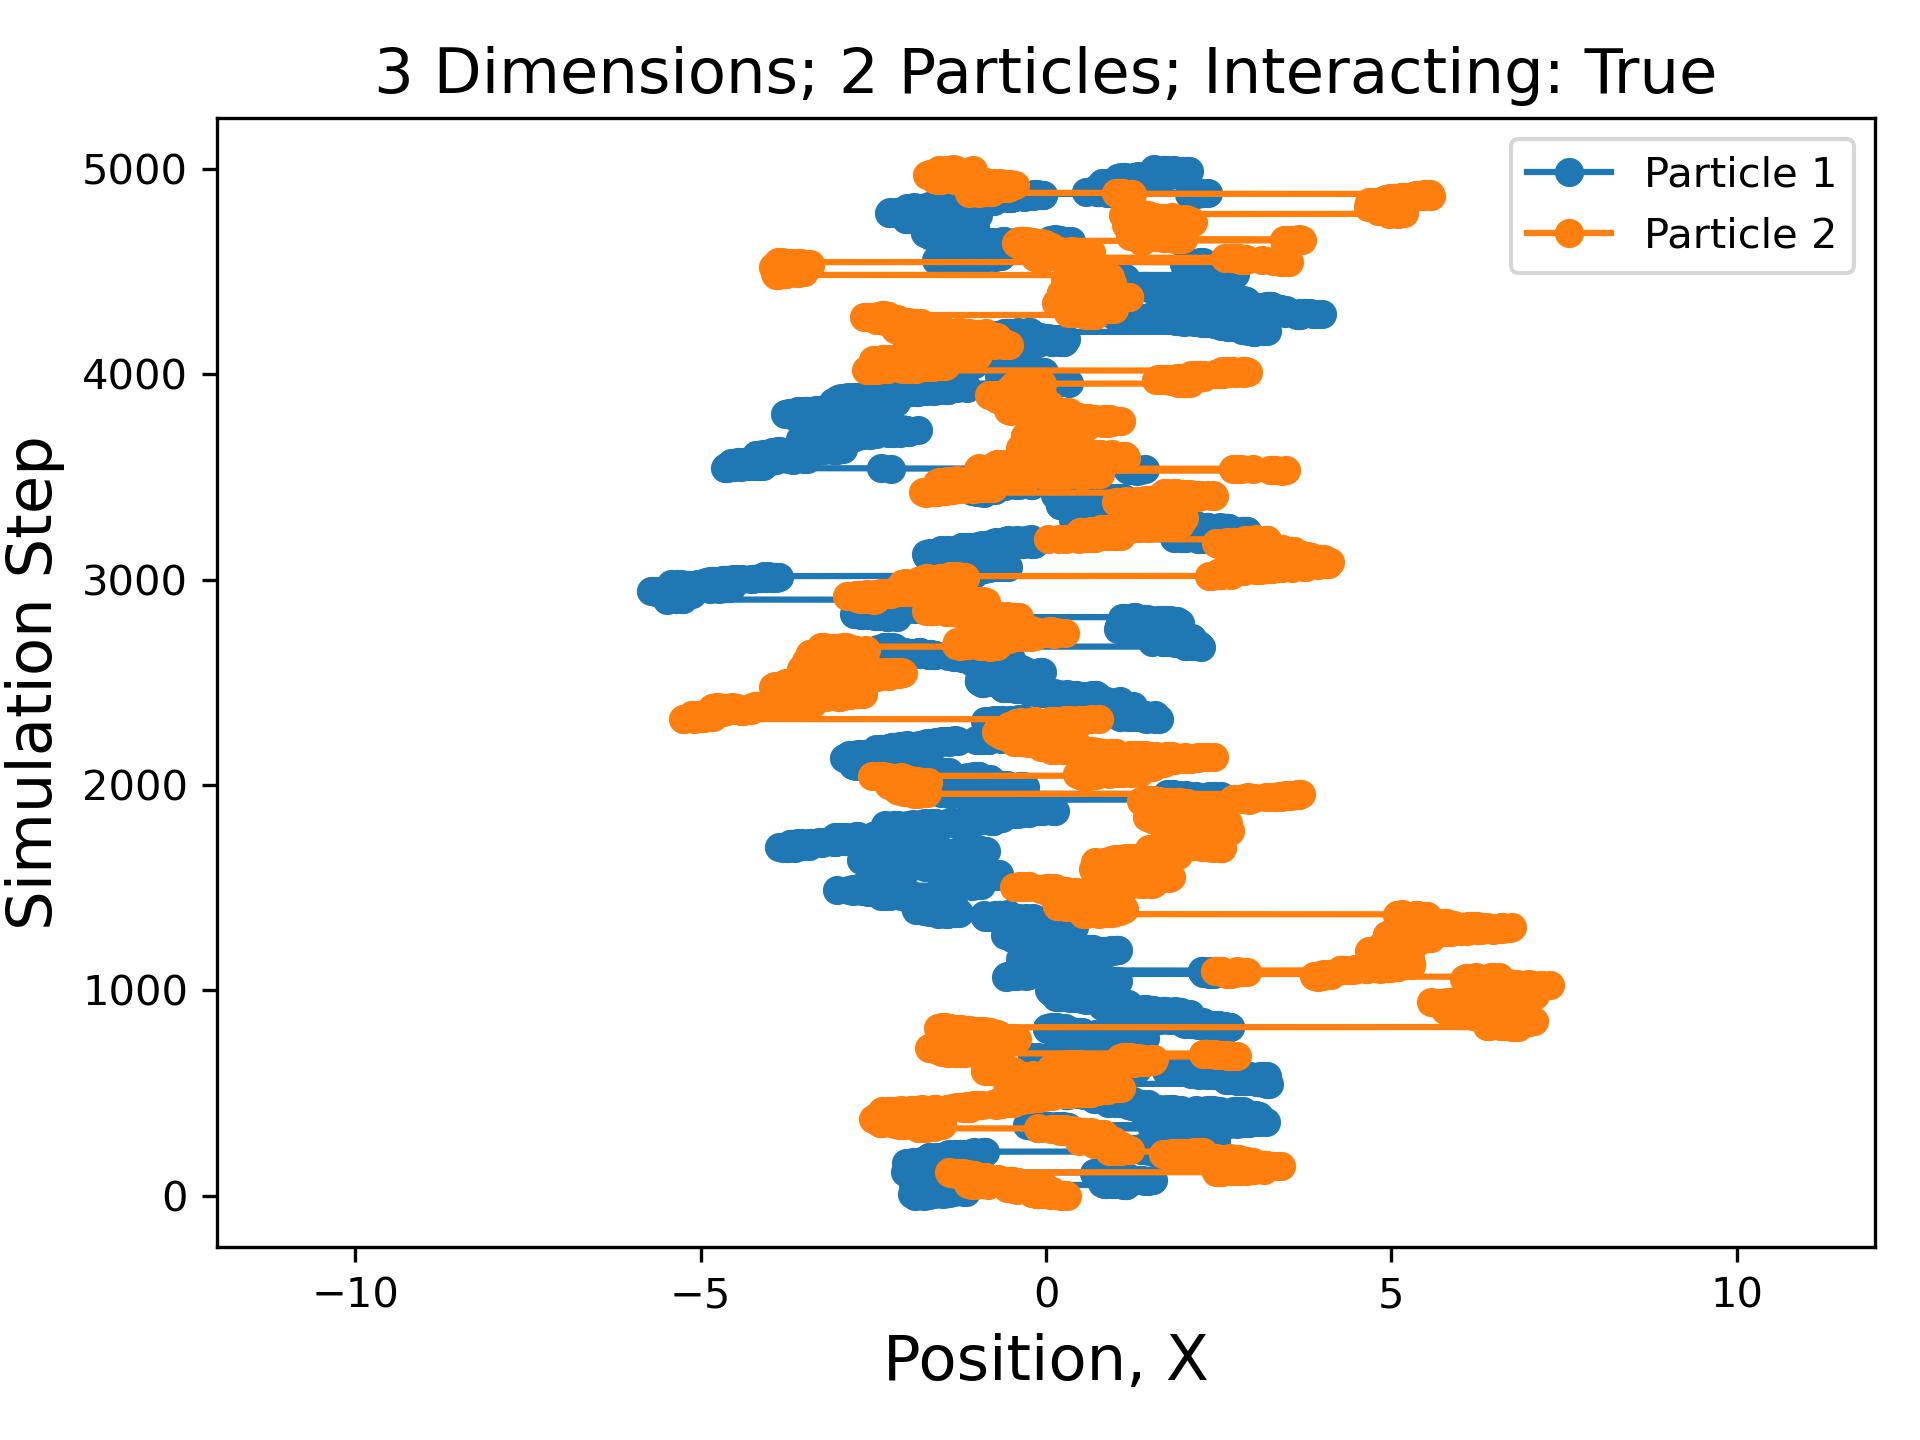 3 Dimensions; 2 Particles; Interacting: True
Particle 1
Particle 2
5000
4000
3000
2000
1000
0
Simulation Step
−10
−5
0
5
10
Position, X